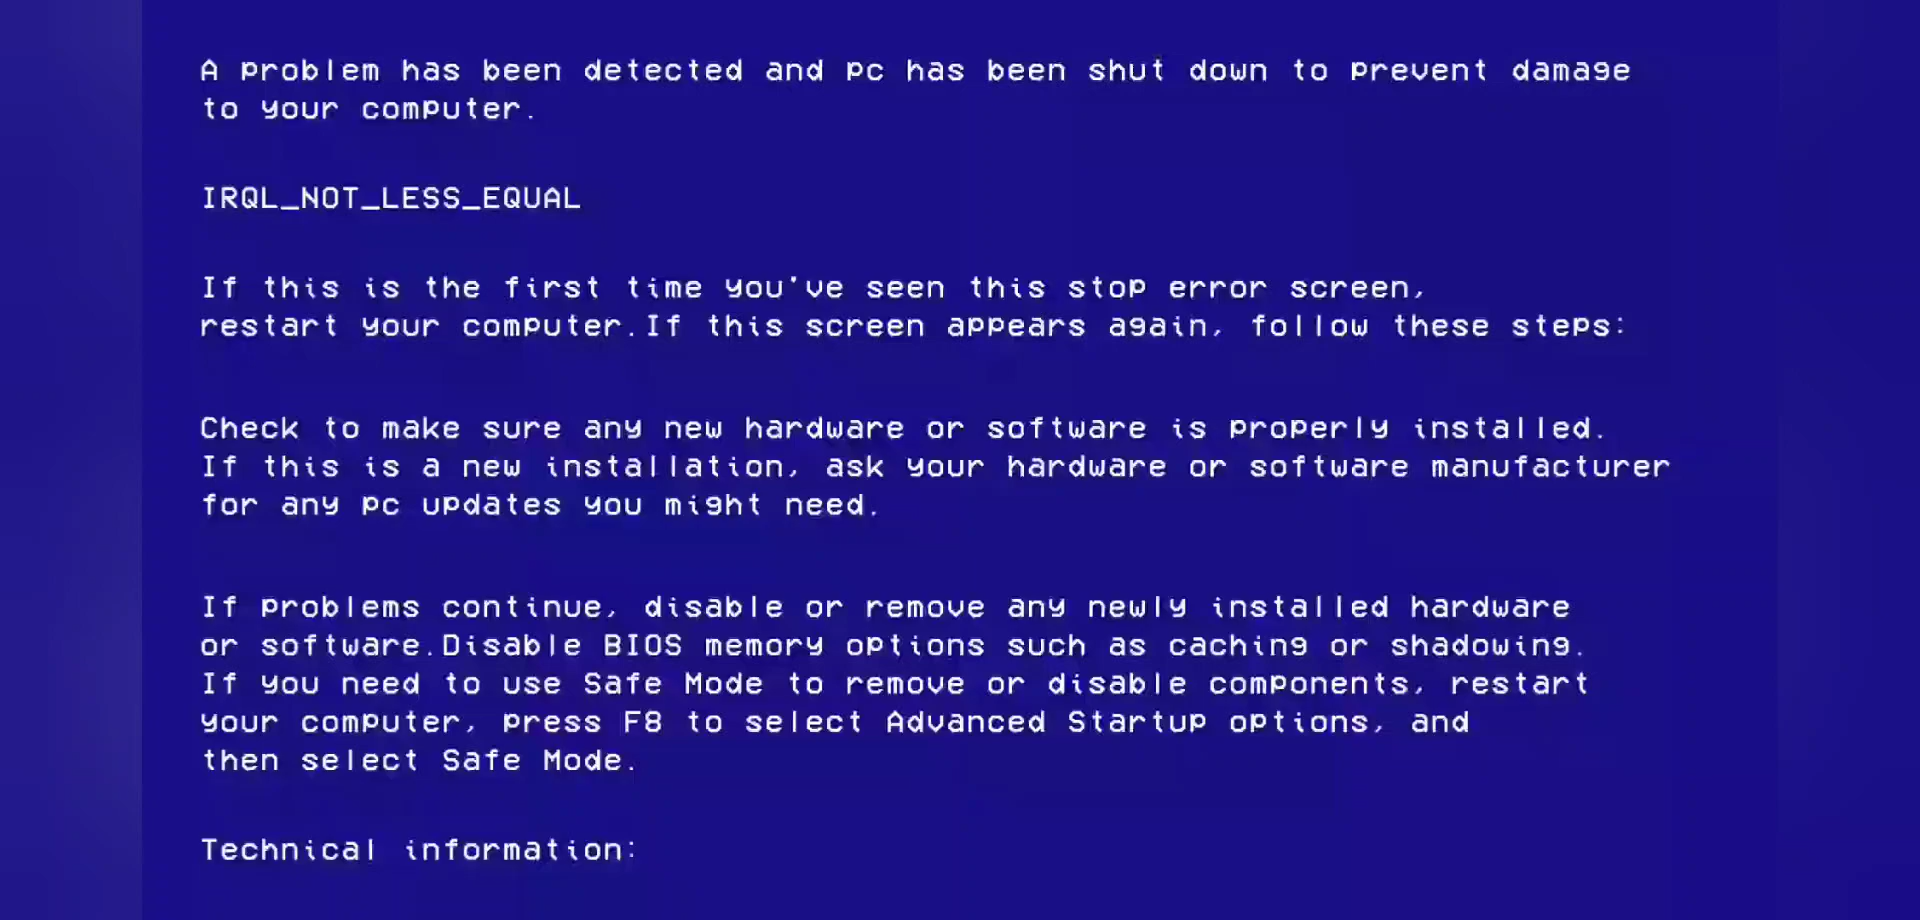 A problem has been detected and pc has been shut down to prevent damage
to your computer.
IRQL_NOT_LESS_EQUAL
If this is the first time you've seen this stop error screen,
restart your computer.If this screen appears again, follow these steps:
Check to make sure any new hardware or software is properly installed.
If this is a new installation, ask your hardware or software manufacturer
for any pc updates you might need.
If problems continue, disable or remove any newly installed hardware
or software.Disable BIOS memory options such as caching or shadowing.
If you need to use Safe Mode to remove or disable components, restart
your computer, press F8 to select Advanced Startup options, and
then select Safe Mode.
Technical information: